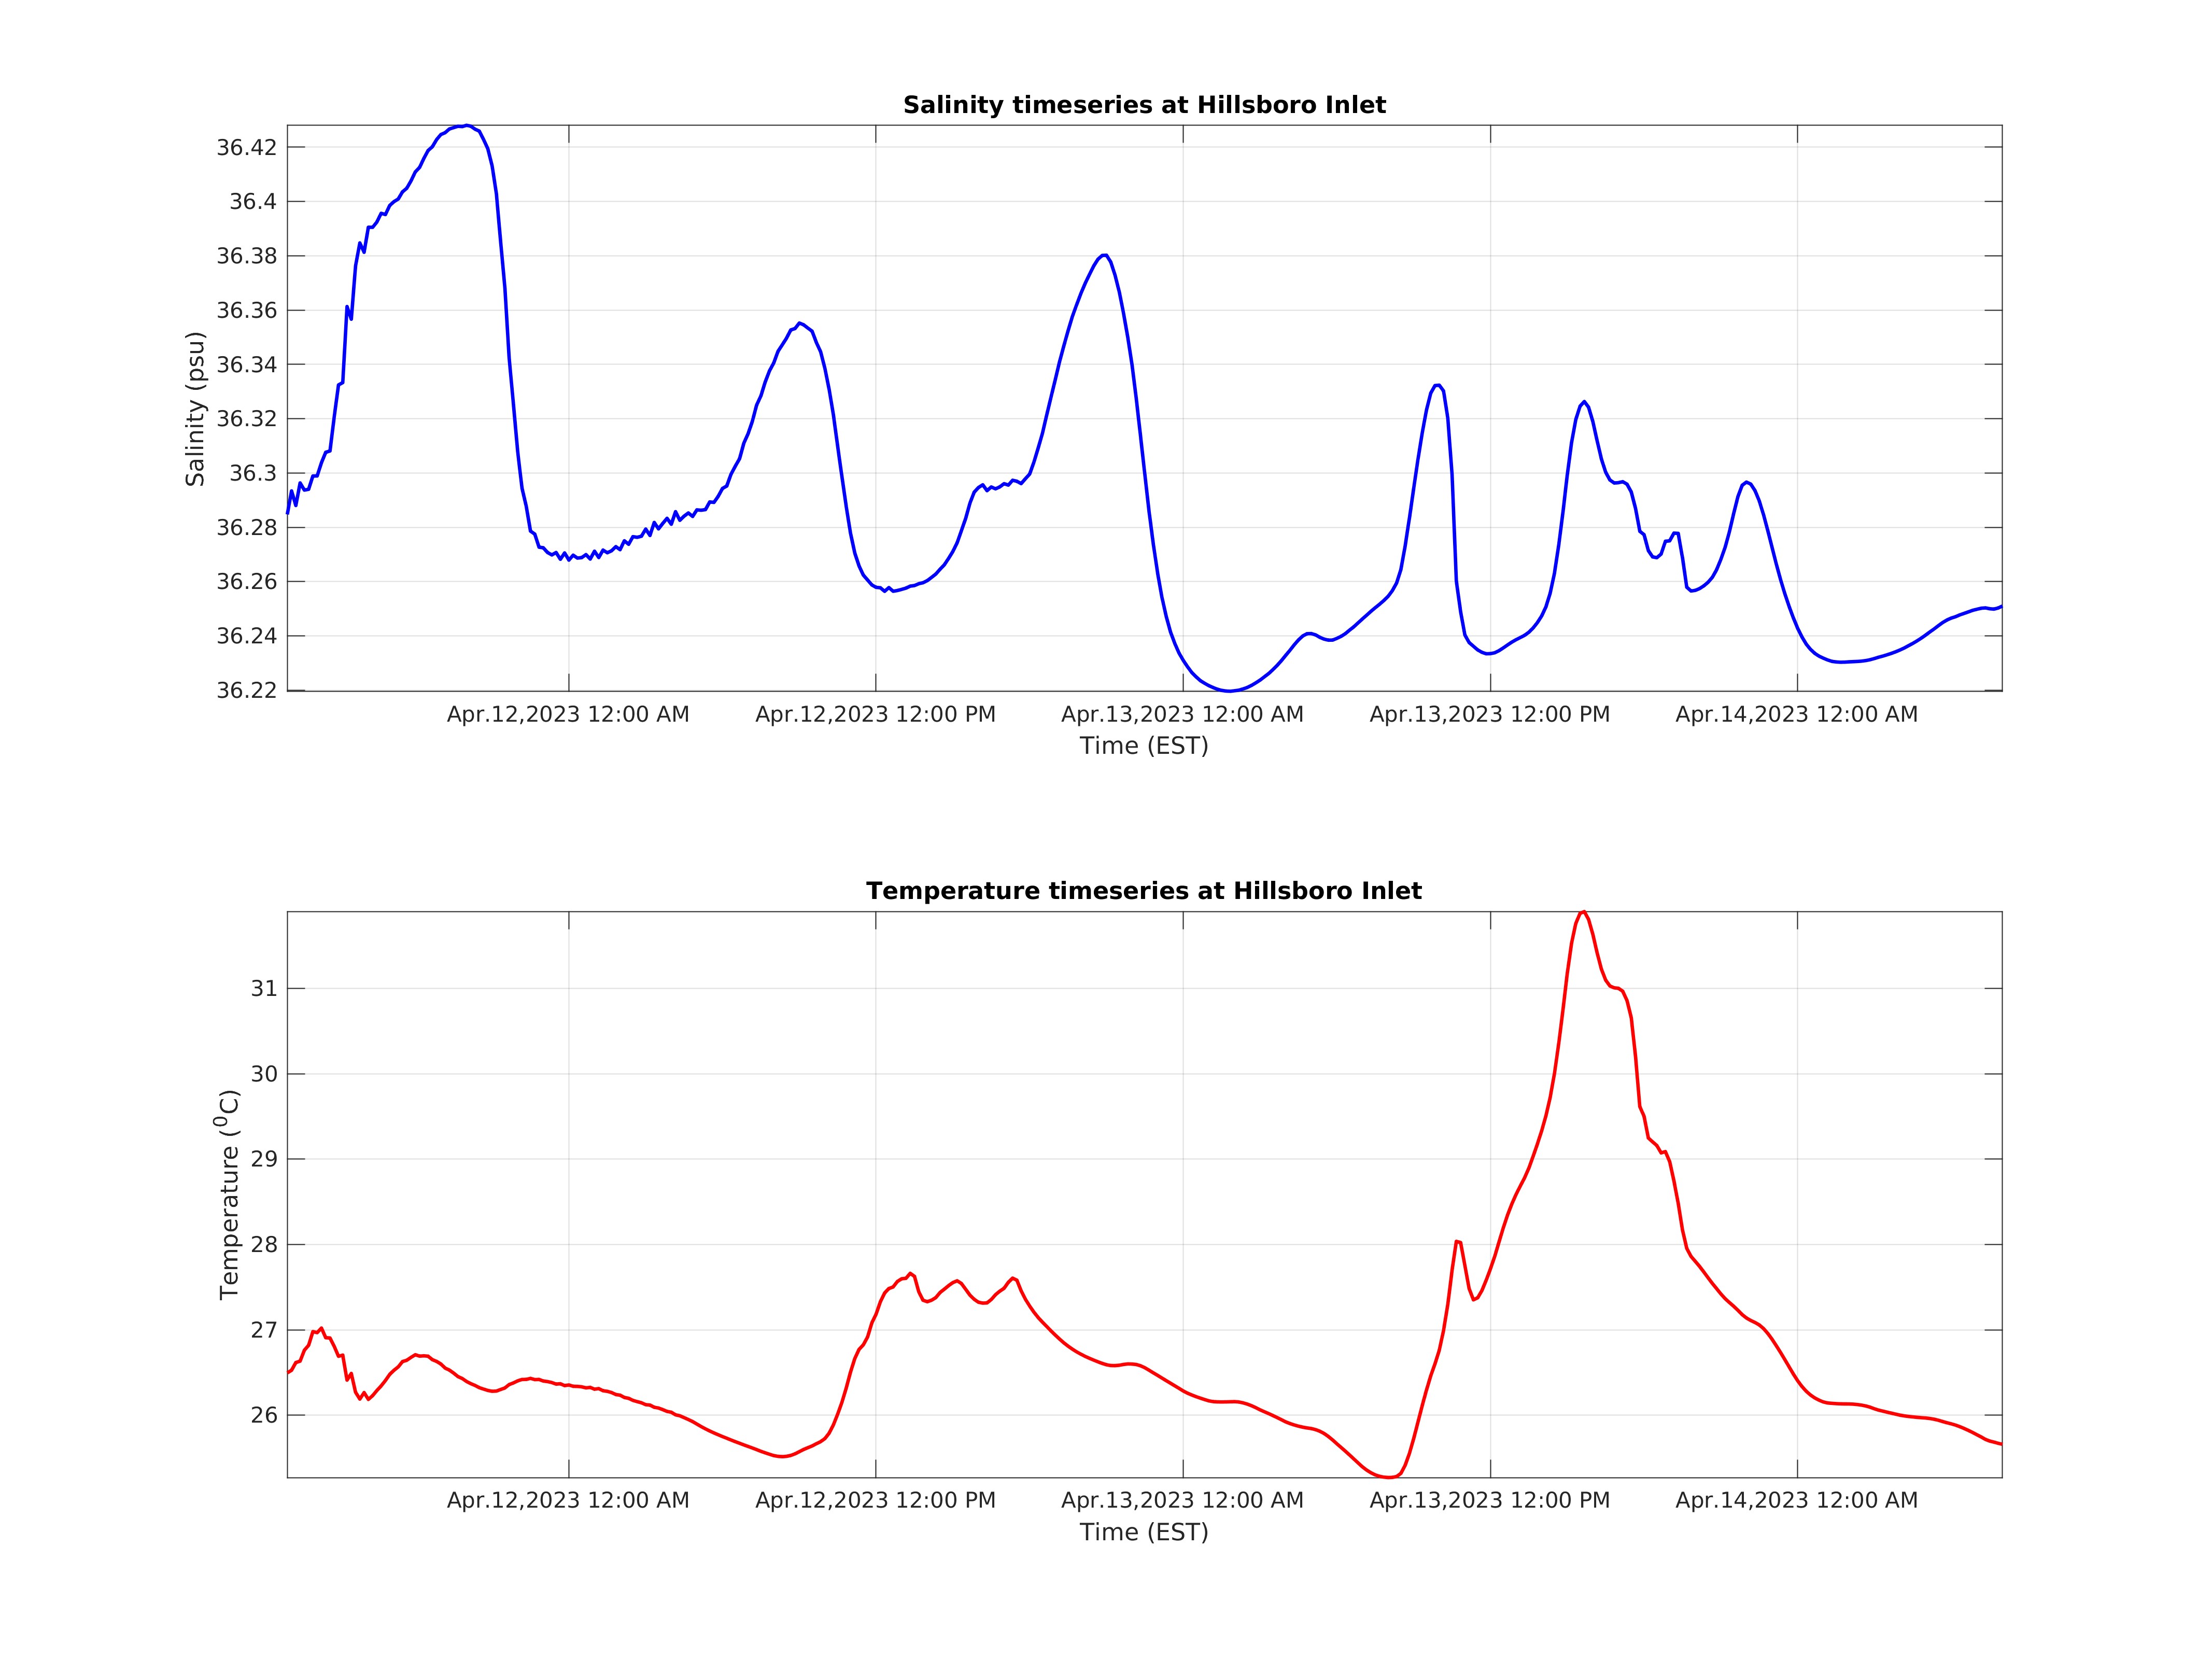 Salinity timeseries at Hillsboro Inlet
36.42
36.4
36.38
36.36
36.34
36.32
36.3
36.28
36.26
36.24
36.22
Salinity (psu)
Apr.12,2023 12:00 AM Apr.12,2023 12:00 PM Apr.13,2023 12:00 AM Apr.13,2023 12:00 PM Apr.14,2023 12:00 AM
Time (EST)
Temperature timeseries at Hillsboro Inlet
31
30
29
28
27
26
Temperature (⁰C)
Apr.12,2023 12:00 AM Apr.12,2023 12:00 PM Apr.13,2023 12:00 AM Apr.13,2023 12:00 PM Apr.14,2023 12:00 AM
Time (EST)